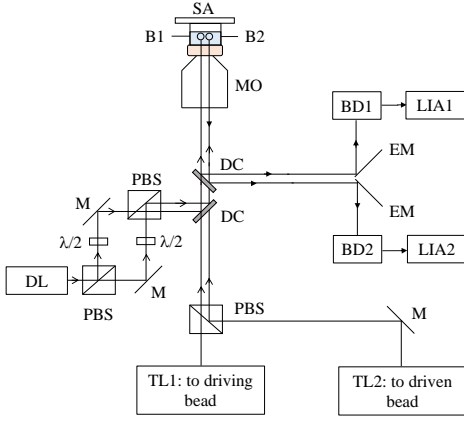 SA
B1
B2
MO
BD1
LIA1
EM
DC
PBS
M
DC
EM
λ/2
λ/2
BD2
LIA2
DL
M
PBS
PBS
M
TL1: to driving
bead
TL2: to driven
bead